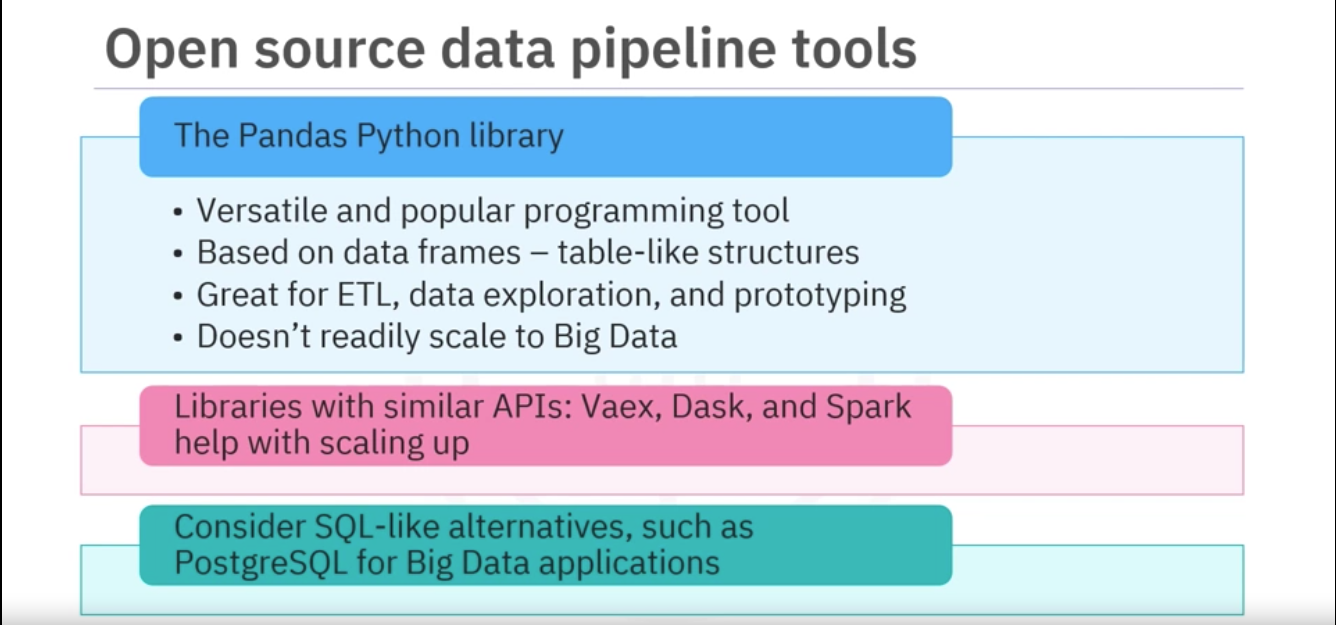 Open source data pipeline tools
The Pandas Python library
• Versatile and popular programming tool
• Based on data frames – table-like structures
• Great for ETL, data exploration, and prototyping
• Doesn’t readily scale to Big Data
Libraries with similar APIs: Vaex, Dask, and Spark
help with scaling up
Consider SQL-like alternatives, such as
PostgreSQL for Big Data applications